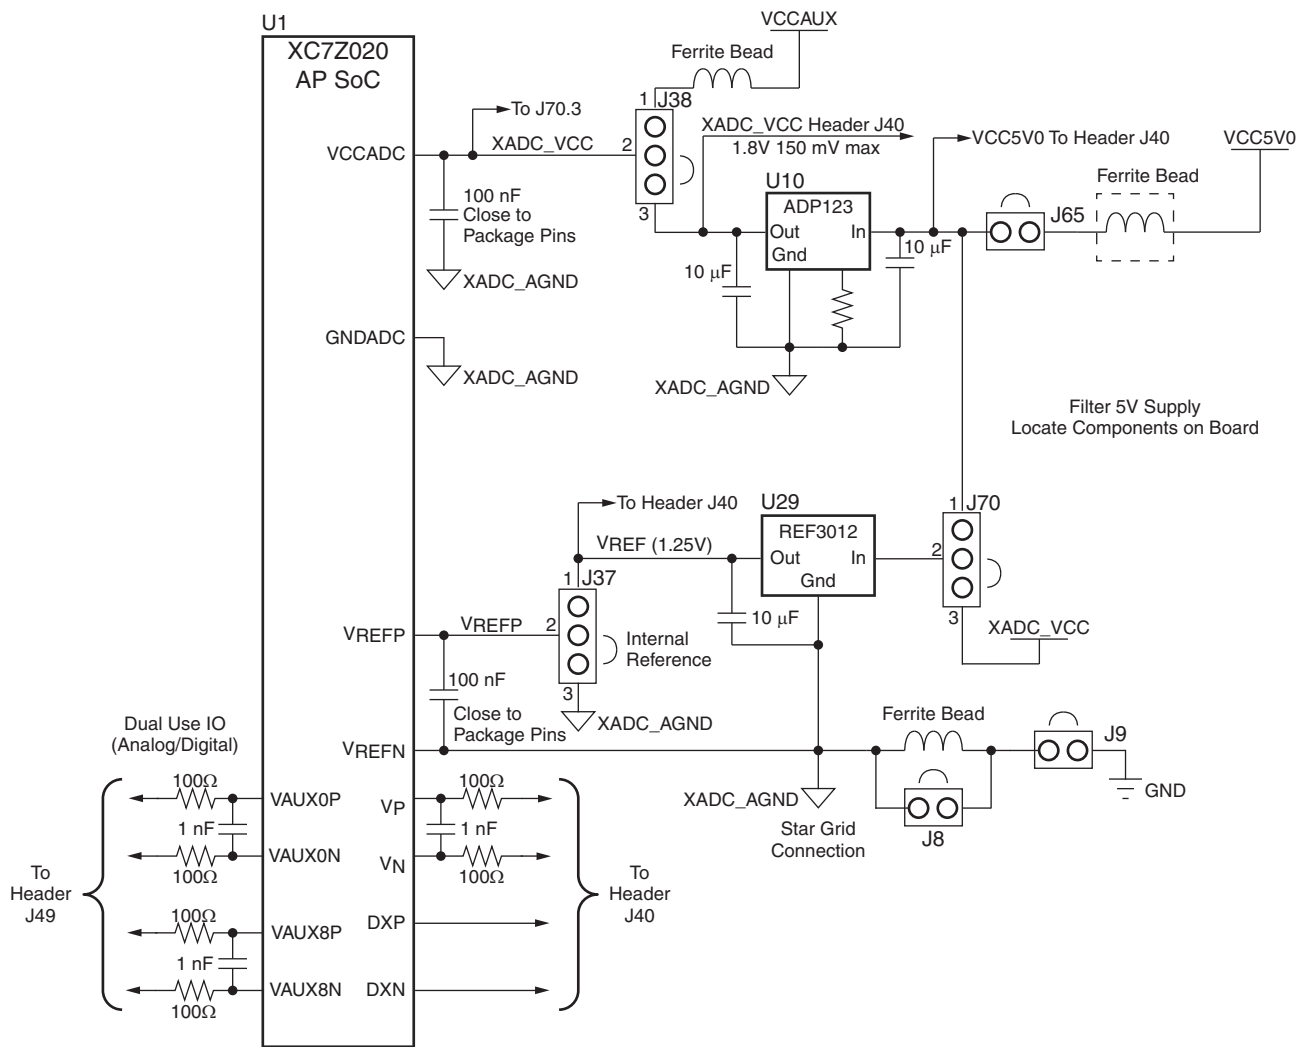 U1
XC7Z020
AP SoC
VCCAUX
Ferrite Bead
1
J38
To J70.3
XADC_VCC
2
3
VCCADC
100 nF
Close to
Package Pins
XADC_AGND
XADC_VCC Header J40
1.8V 150 mV max
VCC5V0 To Header J40
VCC5V0
Ferrite Bead
U10
ADP123
Out
In
Gnd
10 µF
10 µF
J65
XADC_AGND
GNDADC
XADC_AGND
Filter 5V Supply
Locate Components on Board
To Header J40
U29
REF3012
Out
In
Gnd
VREF (1.25V)
1
J70
2
3
XADC_VCC
1
J37
2
3
10 µF
Internal
Reference
VREFP
VREFP
100 nF
Close to
Package Pins
XADC_AGND
VREFN
Ferrite Bead
J9
GND
J8
XADC_AGND
Star Grid
Connection
Dual Use IO
(Analog/Digital)
100Ω
VAUX0P
1 nF
VAUX0N
100Ω
100Ω
VAUX8P
1 nF
VAUX8N
100Ω
To
Header
J49
VP
100Ω
1 nF
VN
100Ω
DXP
DXN
To
Header
J40